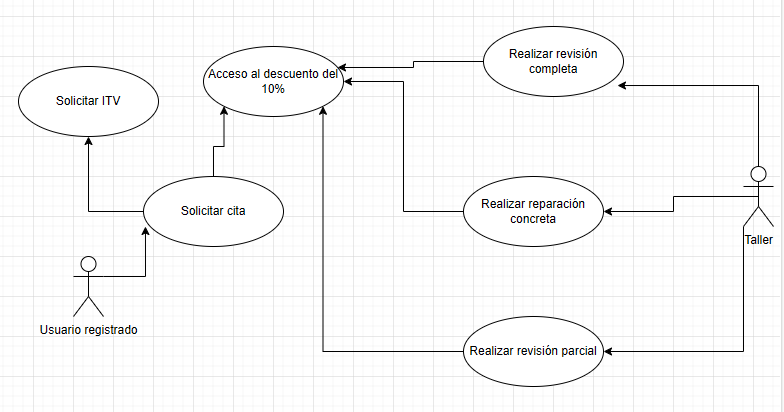 Realizar revisión
completa
Acceso al descuento del
10%
Solicitar ITV
Solicitar cita
Realizar reparación
concreta
Taller
Usuario registrado
Realizar revisión parcial